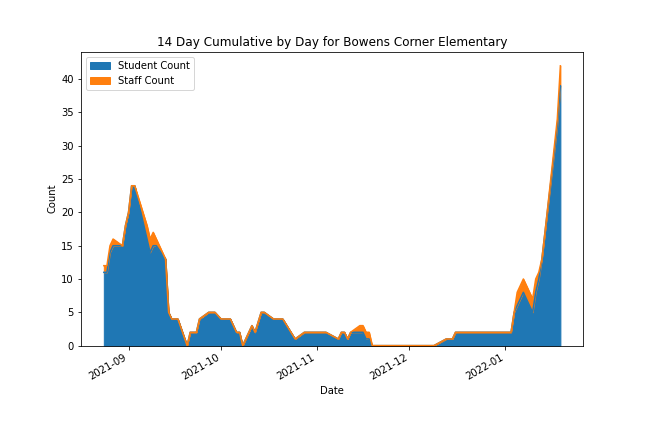 14 Day Cumulative by Day for Bowens Corner Elementary
Student Count
Staff Count
40
35
30
25
20
15
10
5
0
Count
2021-09
2021-10
2021-11
2021-12
2022-01
Date